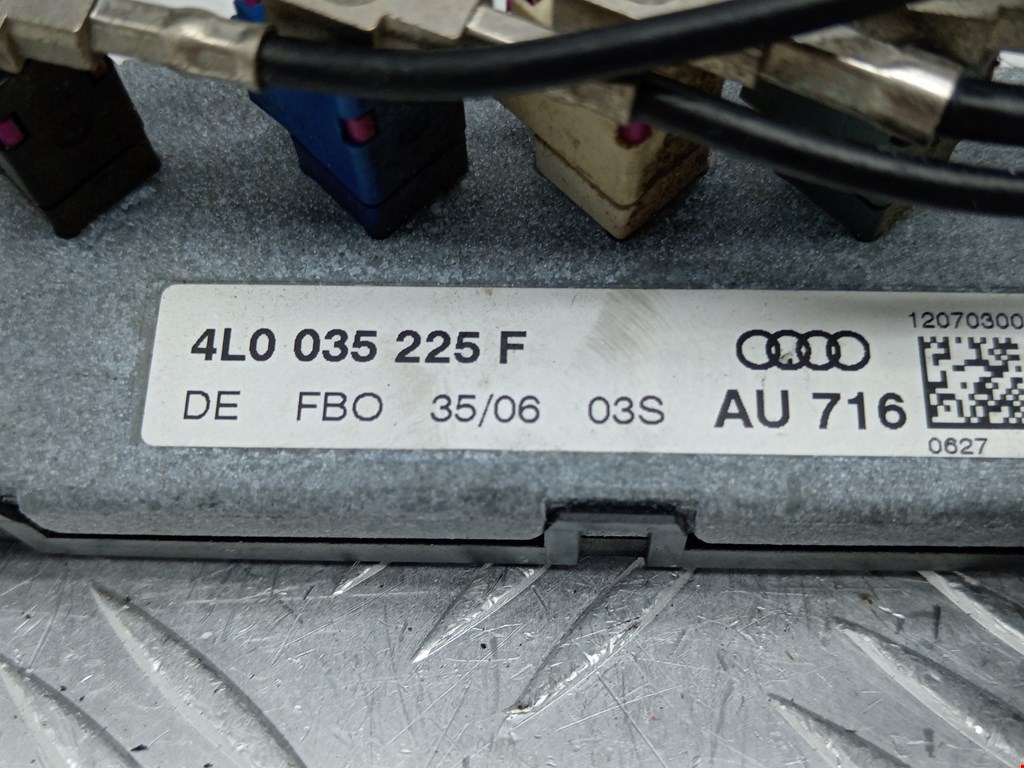 4L0 035 225 F
DE FBO 35/06 03S
AU 716
12070300
0627